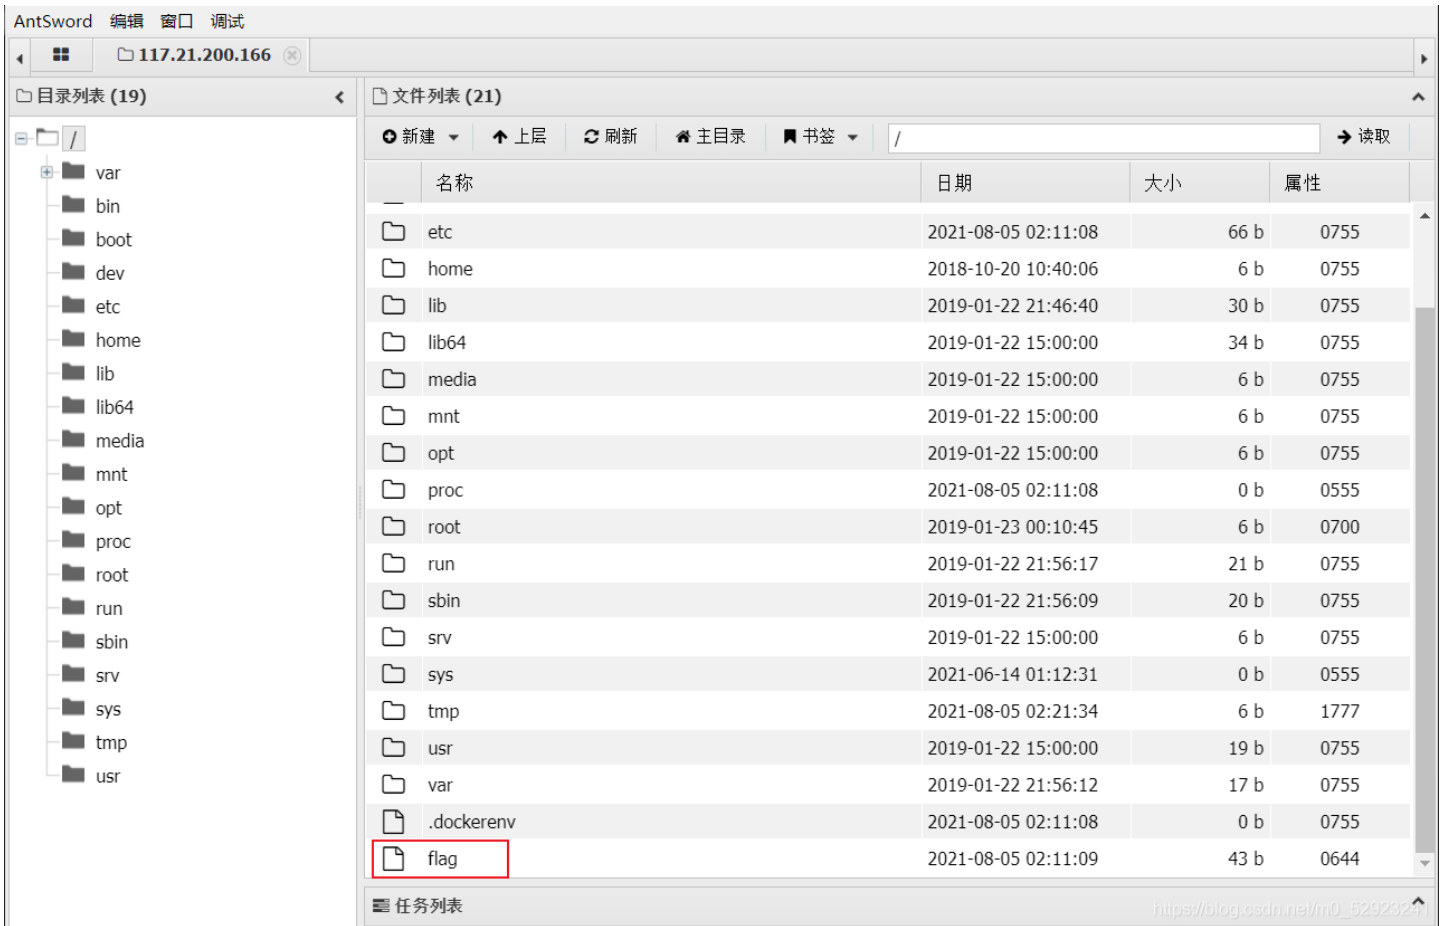 AntSword 编辑 窗口 调试
117.21.200.166
目录列表 (19)
文件列表 (21)
新建 上层 刷新 主目录 书签 / 读取
/
var
bin
boot
dev
etc
home
lib
lib64
media
mnt
opt
proc
root
run
sbin
srv
sys
tmp
usr
名称 日期 大小 属性
etc 2021-08-05 02:11:08 66 b 0755
home 2018-10-20 10:40:06 6 b 0755
lib 2019-01-22 21:46:40 30 b 0755
lib64 2019-01-22 15:00:00 34 b 0755
media 2019-01-22 15:00:00 6 b 0755
mnt 2019-01-22 15:00:00 6 b 0755
opt 2019-01-22 15:00:00 6 b 0755
proc 2021-08-05 02:11:08 0 b 0555
root 2019-01-23 00:10:45 6 b 0700
run 2019-01-22 21:56:17 21 b 0755
sbin 2019-01-22 21:56:09 20 b 0755
srv 2019-01-22 15:00:00 6 b 0755
sys 2021-06-14 01:12:31 0 b 0555
tmp 2021-08-05 02:21:34 6 b 1777
usr 2019-01-22 15:00:00 19 b 0755
var 2019-01-22 21:56:12 17 b 0755
.dockerenv 2021-08-05 02:11:08 0 b 0755
flag 2021-08-05 02:11:09 43 b 0644
任务列表
https://blog.csdn.net/m0_52923241